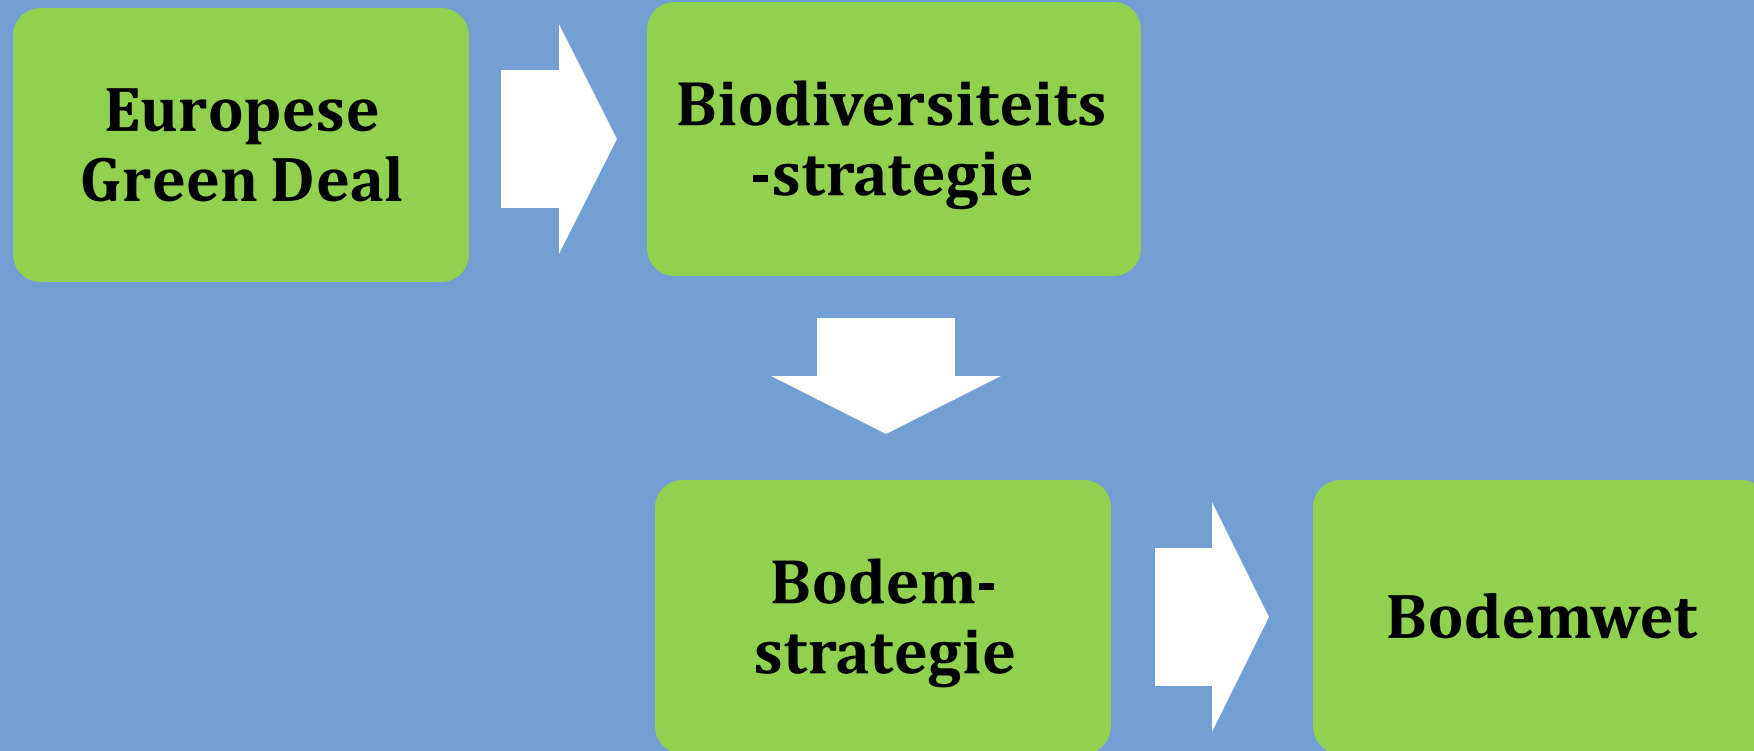 Europese
Green Deal
Biodiversiteits
-strategie
Bodem-
strategie
Bodemwet